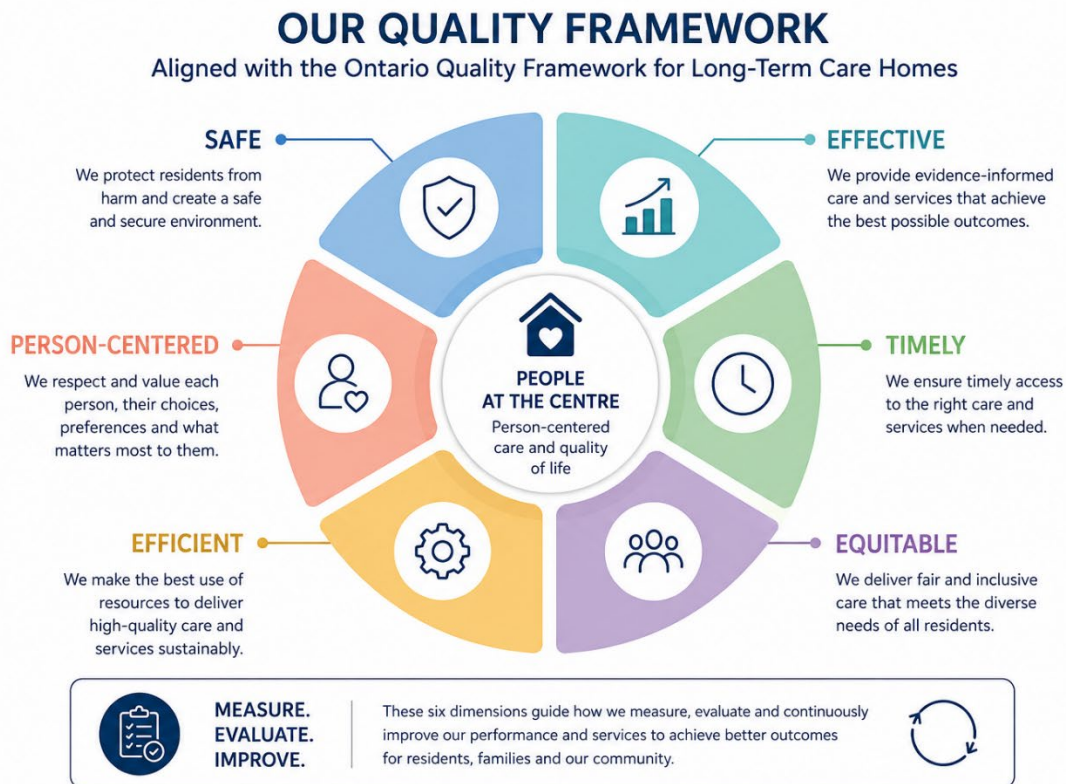 OUR QUALITY FRAMEWORK
Aligned with the Ontario Quality Framework for Long-Term Care Homes
SAFE
We protect residents from
harm and create a safe
and secure environment.
EFFECTIVE
We provide evidence-informed
care and services that achieve
the best possible outcomes.
PERSON-CENTERED
We respect and value each
person, their choices,
preferences and what
matters most to them.
PEOPLE
AT THE CENTRE
Person-centered
care and quality
of life
TIMELY
We ensure timely access
to the right care and
services when needed.
EFFICIENT
We make the best use of
resources to deliver
high-quality care and
services sustainably.
EQUITABLE
We deliver fair and inclusive
care that meets the diverse
needs of all residents.
MEASURE.
EVALUATE.
IMPROVE.
These six dimensions guide how we measure, evaluate and continuously
improve our performance and services to achieve better outcomes
for residents, families and our community.